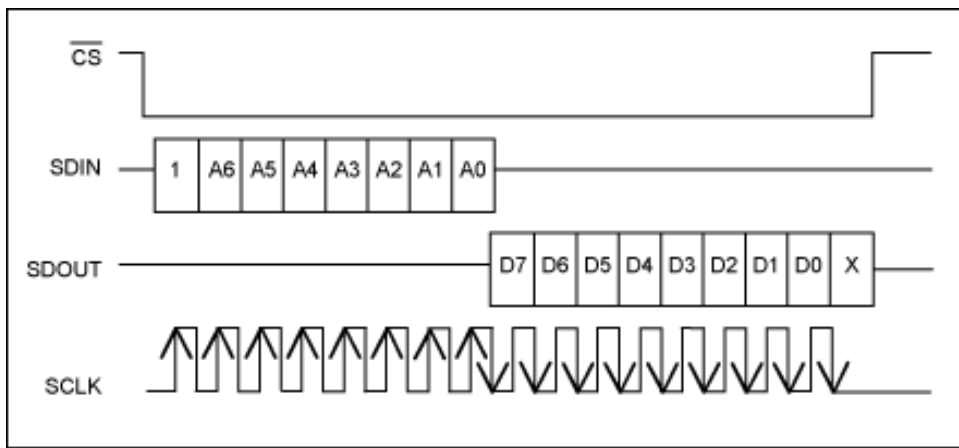 CS
SDIN 1 A6 A5 A4 A3 A2 A1 A0
SDOUT D7 D6 D5 D4 D3 D2 D1 D0 X
SCLK